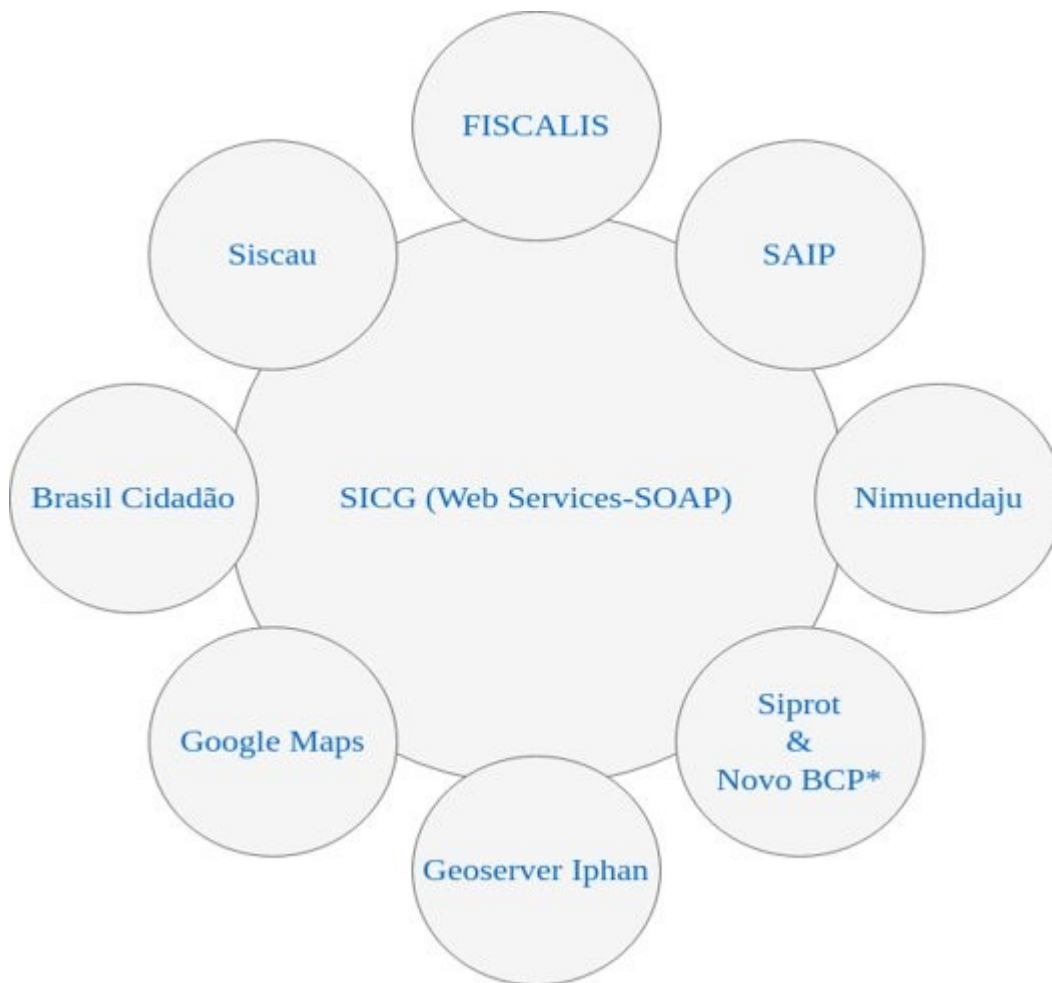 FISCALIS
Siscau
SAIP
Brasil Cidadão
SICG (Web Services-SOAP)
Nimuendaju
Google Maps
Siprot
&
Novo BCP*
Geoserver Iphan